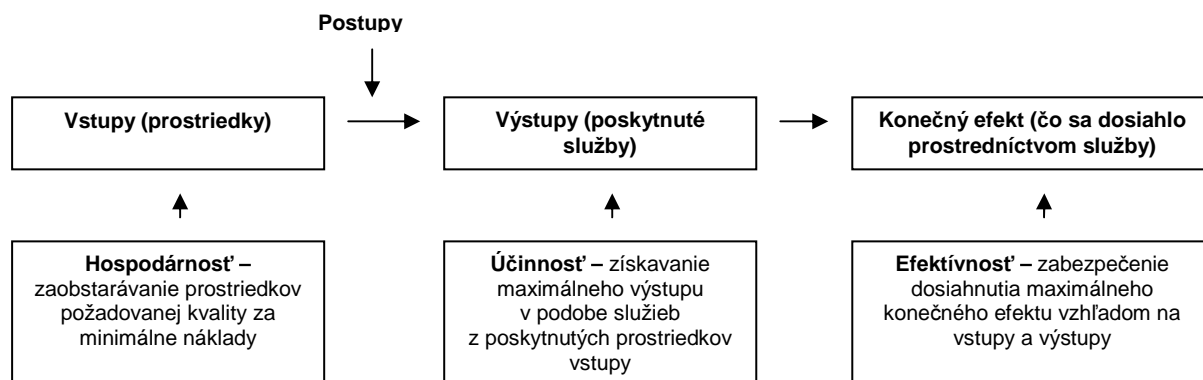 Postupy
Vstupy (prostriedky)
Výstupy (poskytnuté
služby)
Konečný efekt (čo sa dosiahlo
prostredníctvom služby)
Hospodárnosť –
zaobstarávanie prostriedkov
požadovanej kvality za
minimálne náklady
Účinnosť – získavanie
maximálneho výstupu
v podobe služieb
z poskytnutých prostriedkov
vstupy
Efektívnosť – zabezpečenie
dosiahnutia maximálneho
konečného efektu vzhľadom na
vstupy a výstupy